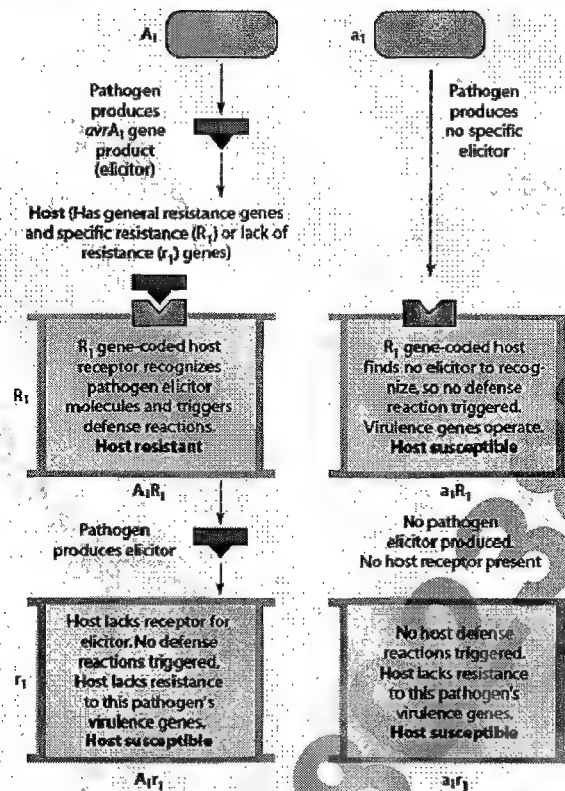 A1
a1
Pathogen
produces
avrA1 gene
product
(elicitor)
Pathogen
produces
no specific
elicitor
Host (Has general resistance genes
and specific resistance (R1) or lack of
resistance (r1) genes)
R1
R1 gene-coded host
receptor recognizes
pathogen elicitor
molecules and triggers
defense reactions.
Host resistant
R1 gene-coded host
finds no elicitor to recog-
nize, so no defense
reaction triggered.
Virulence genes operate.
Host susceptible
A1R1
a1R1
Pathogen
produces elicitor
No pathogen
elicitor produced.
No host receptor present
r1
Host lacks receptor for
elicitor. No defense
reactions triggered.
Host lacks resistance
to this pathogen's
virulence genes.
Host susceptible
No host defense
reactions triggered.
Host lacks resistance
to this pathogen's
virulence genes.
Host susceptible
A1r1
a1r1